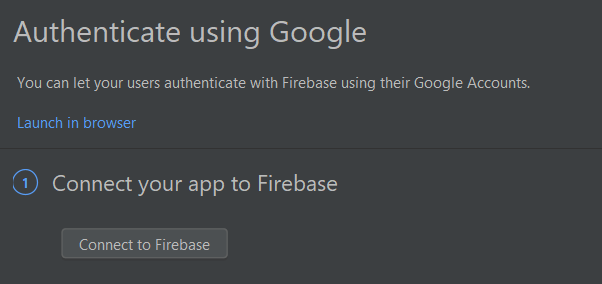 Authenticate using Google
You can let your users authenticate with Firebase using their Google Accounts.
Launch in browser
1 Connect your app to Firebase
Connect to Firebase